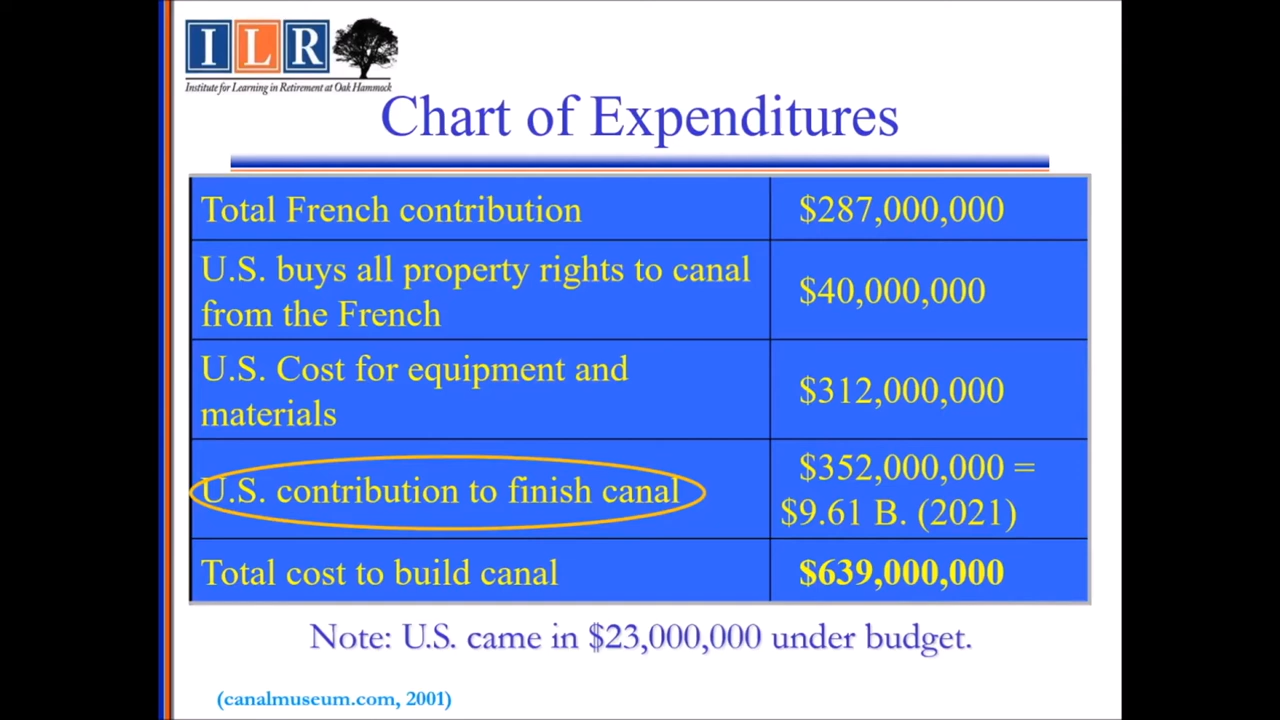 ILR
Institute for Learning in Retirement at Oak Hammock
Chart of Expenditures
Total French contribution $287,000,000
U.S. buys all property rights to canal
from the French
$40,000,000
U.S. Cost for equipment and
materials
$312,000,000
U.S. contribution to finish canal
$352,000,000 =
$9.61 B. (2021)
Total cost to build canal $639,000,000
Note: U.S. came in $23,000,000 under budget.
(canalmuseum.com, 2001)